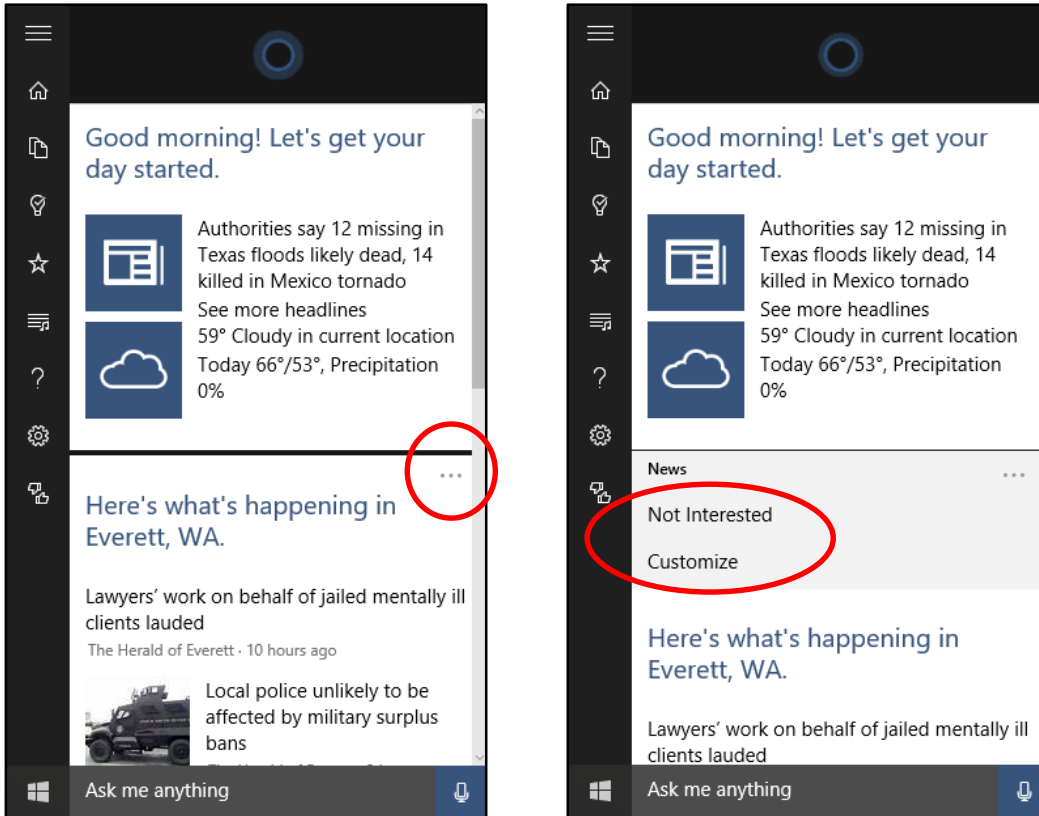 Good morning! Let's get your
day started.
Authorities say 12 missing in
Texas floods likely dead, 14
killed in Mexico tornado
See more headlines
59° Cloudy in current location
Today 66°/53°, Precipitation
0%
...
Here's what's happening in
Everett, WA.
Lawyers' work on behalf of jailed mentally ill
clients lauded
The Herald of Everett · 10 hours ago
Local police unlikely to be
affected by military surplus
bans
Ask me anything
Good morning! Let's get your
day started.
Authorities say 12 missing in
Texas floods likely dead, 14
killed in Mexico tornado
See more headlines
59° Cloudy in current location
Today 66°/53°, Precipitation
0%
News ...
Not Interested
Customize
Here's what's happening in
Everett, WA.
Lawyers' work on behalf of jailed mentally ill
clients lauded
Ask me anything